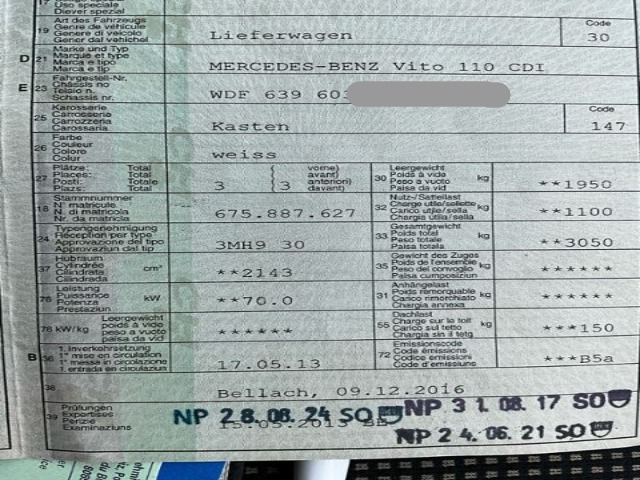 Uso speciale
Diever spezial
19 Art des Fahrzeugs
Genre de véhicule
Genere di veicolo
Gener dal vehichel
Lieferwagen
Code
30
D 21 Marke und Typ
Marque et type
Marca e tipo
Marca e tip
MERCEDES-BENZ Vito 110 CDI
E 23 Fahrgestell-Nr.
Châssis no
Telaio n.
Schassis nr.
WDF 639 603
25 Karosserie
Carrosserie
Carrozzeria
Carossaria
Kasten
Code
147
26 Farbe
Couleur
Colore
Colur
weiss
27 Plätze: Total
Places: Total
Posti: Totale
Plazs: Total
3
vorne
avant
anteriori
davant
3
30 Leergewicht
Poids à vide
Peso a vuoto
Paisa da vid
kg
**1950
18 Stammnummer
N° matricule
N. di matricola
Nr. da matricla
675.887.627
32 Nutz-/Sattellast
Charge utile/sellette
Carico utile/sella
Chargia utila/sella
kg
**1100
24 Typengenehmigung
Réception par type
Approvazione del tipo
Approvaziun dal tip
3MH9 30
33 Gesamtgewicht
Poids total
Peso totale
Paisa totala
kg
**3050
37 Hubraum
Cylindrée
Cilindrata
Cilindrada
cm³
**2143
35 Gewicht des Zuges
Poids de l'ensemble
Peso del convoglio
Paisa cumposiziun
kg
******
76 Leistung
Puissance
Potenza
Prestaziun
kW
**70.0
31 Anhängelast
Poids remorquable
Carico rimorchiato
Chargia annexa
kg
******
78 kW/kg Leergewicht
poids à vide
peso a vuoto
paisa da vid
******
55 Dachlast
Charge sur le toit
Carico sul tetto
Chargia sin il tetg
kg
***150
B 36 1. Inverkehrsetzung
1re mise en circulation
1a messa in circolazione
1. entrada en circulaziun
17.05.13
72 Emissionscode
Code émissions
Codice emissioni
Code d'emissiuns
***B5a
38
Bellach, 09.12.2016
39 Prüfungen
Expertises
Perizie
Examinaziuns
NP 28.08.24 SO
NP 31.08.17 SO
NP 24.06.21 SO